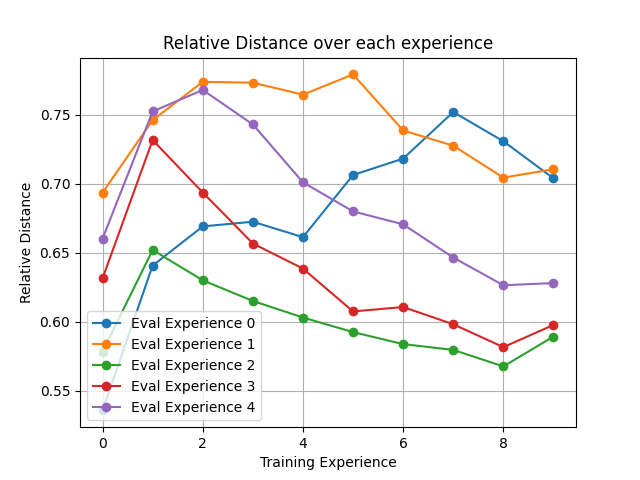 Relative Distance over each experience
Relative Distance
0.75
0.70
0.65
0.60
0.55
Eval Experience 0
Eval Experience 1
Eval Experience 2
Eval Experience 3
Eval Experience 4
0 2 4 6 8
Training Experience